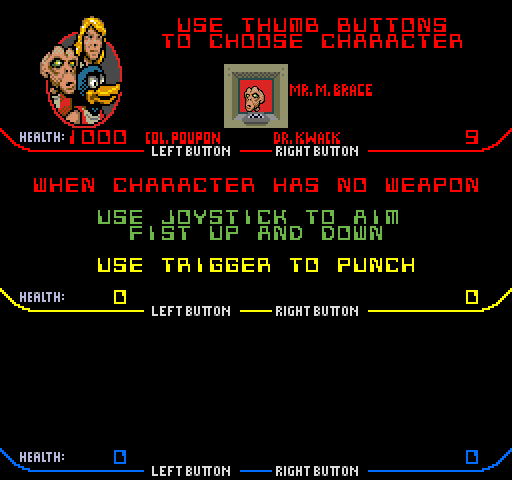 USE THUMB BUTTONS
TO CHOOSE CHARACTER
MR. M. BRACE
HEALTH: 1000 COL. POUPON DR. KWACK 9
LEFT BUTTON RIGHT BUTTON
WHEN CHARACTER HAS NO WEAPON
USE JOYSTICK TO AIM
FIST UP AND DOWN
USE TRIGGER TO PUNCH
HEALTH: 0 0
LEFT BUTTON RIGHT BUTTON
HEALTH: 0 0
LEFT BUTTON RIGHT BUTTON